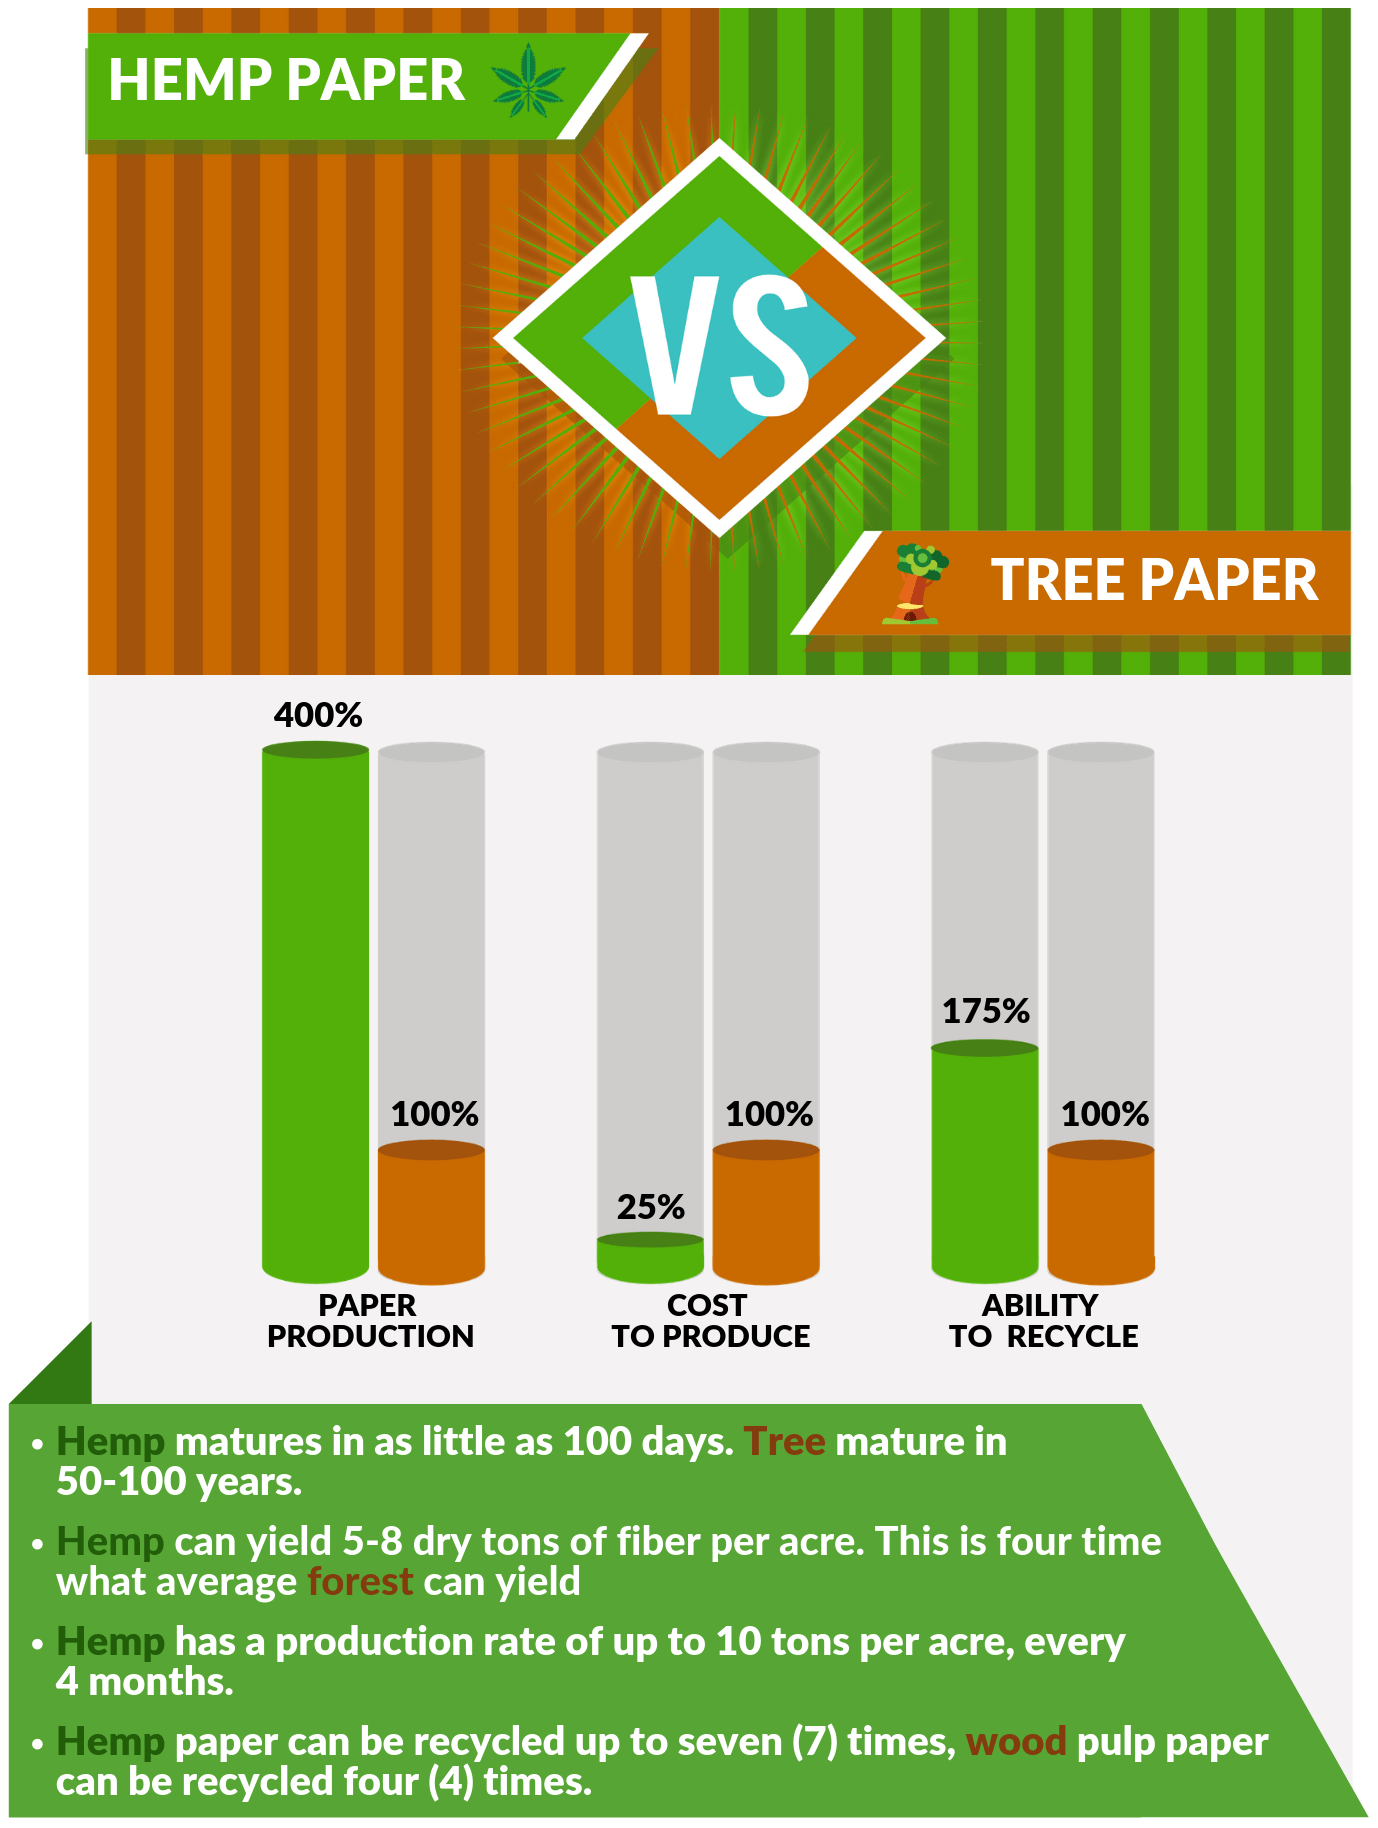 HEMP PAPER
VS
TREE PAPER
400%
100%
25%
100%
175%
100%
PAPER
PRODUCTION
COST
TO PRODUCE
ABILITY
TO RECYCLE
• Hemp matures in as little as 100 days. Tree mature in
50-100 years.
• Hemp can yield 5-8 dry tons of fiber per acre. This is four time
what average forest can yield
• Hemp has a production rate of up to 10 tons per acre, every
4 months.
• Hemp paper can be recycled up to seven (7) times, wood pulp paper
can be recycled four (4) times.